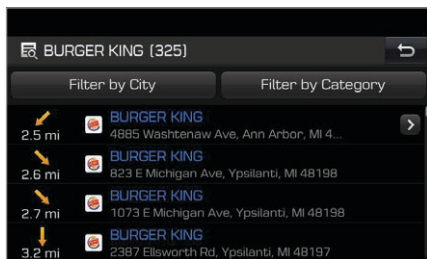 BURGER KING (325)
Filter by City
Filter by Category
BURGER KING
2.5 mi
4885 Washtenaw Ave, Ann Arbor, MI 4...
BURGER KING
2.6 mi
823 E Michigan Ave, Ypsilanti, MI 48198
BURGER KING
2.7 mi
1073 E Michigan Ave, Ypsilanti, MI 48198
BURGER KING
3.2 mi
2387 Ellsworth Rd, Ypsilanti, MI 48197